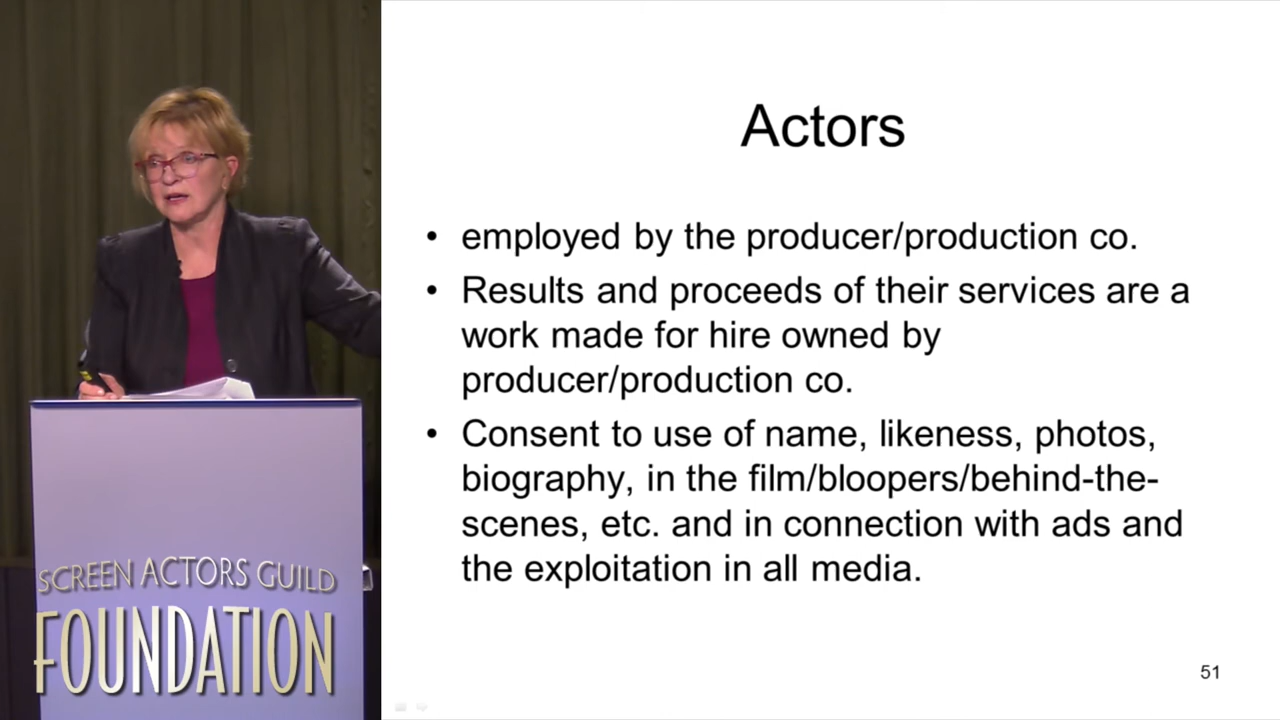 Actors
• employed by the producer/production co.
• Results and proceeds of their services are a
work made for hire owned by
producer/production co.
• Consent to use of name, likeness, photos,
biography, in the film/bloopers/behind-the-
scenes, etc. and in connection with ads and
the exploitation in all media.
51
SCREEN ACTORS GUILD
FOUNDATION